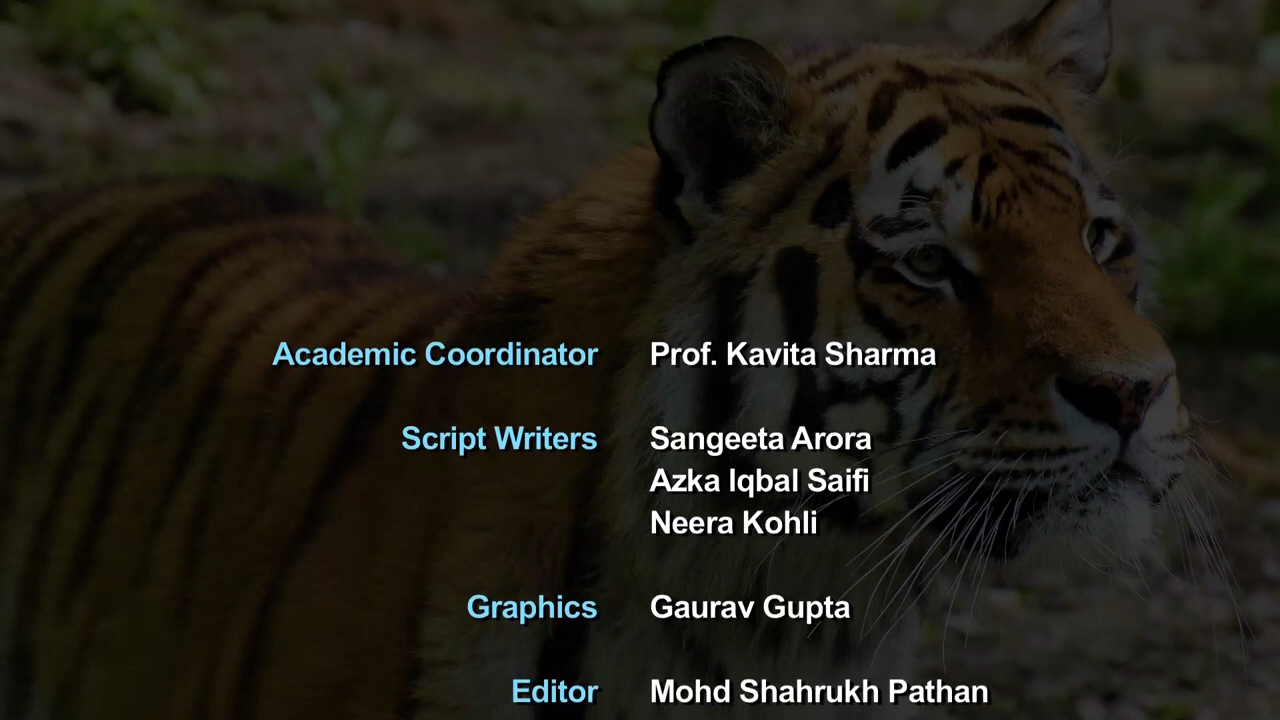 Academic Coordinator Prof. Kavita Sharma
Script Writers Sangeeta Arora
Azka Iqbal Saifi
Neera Kohli
Graphics Gaurav Gupta
Editor Mohd Shahrukh Pathan